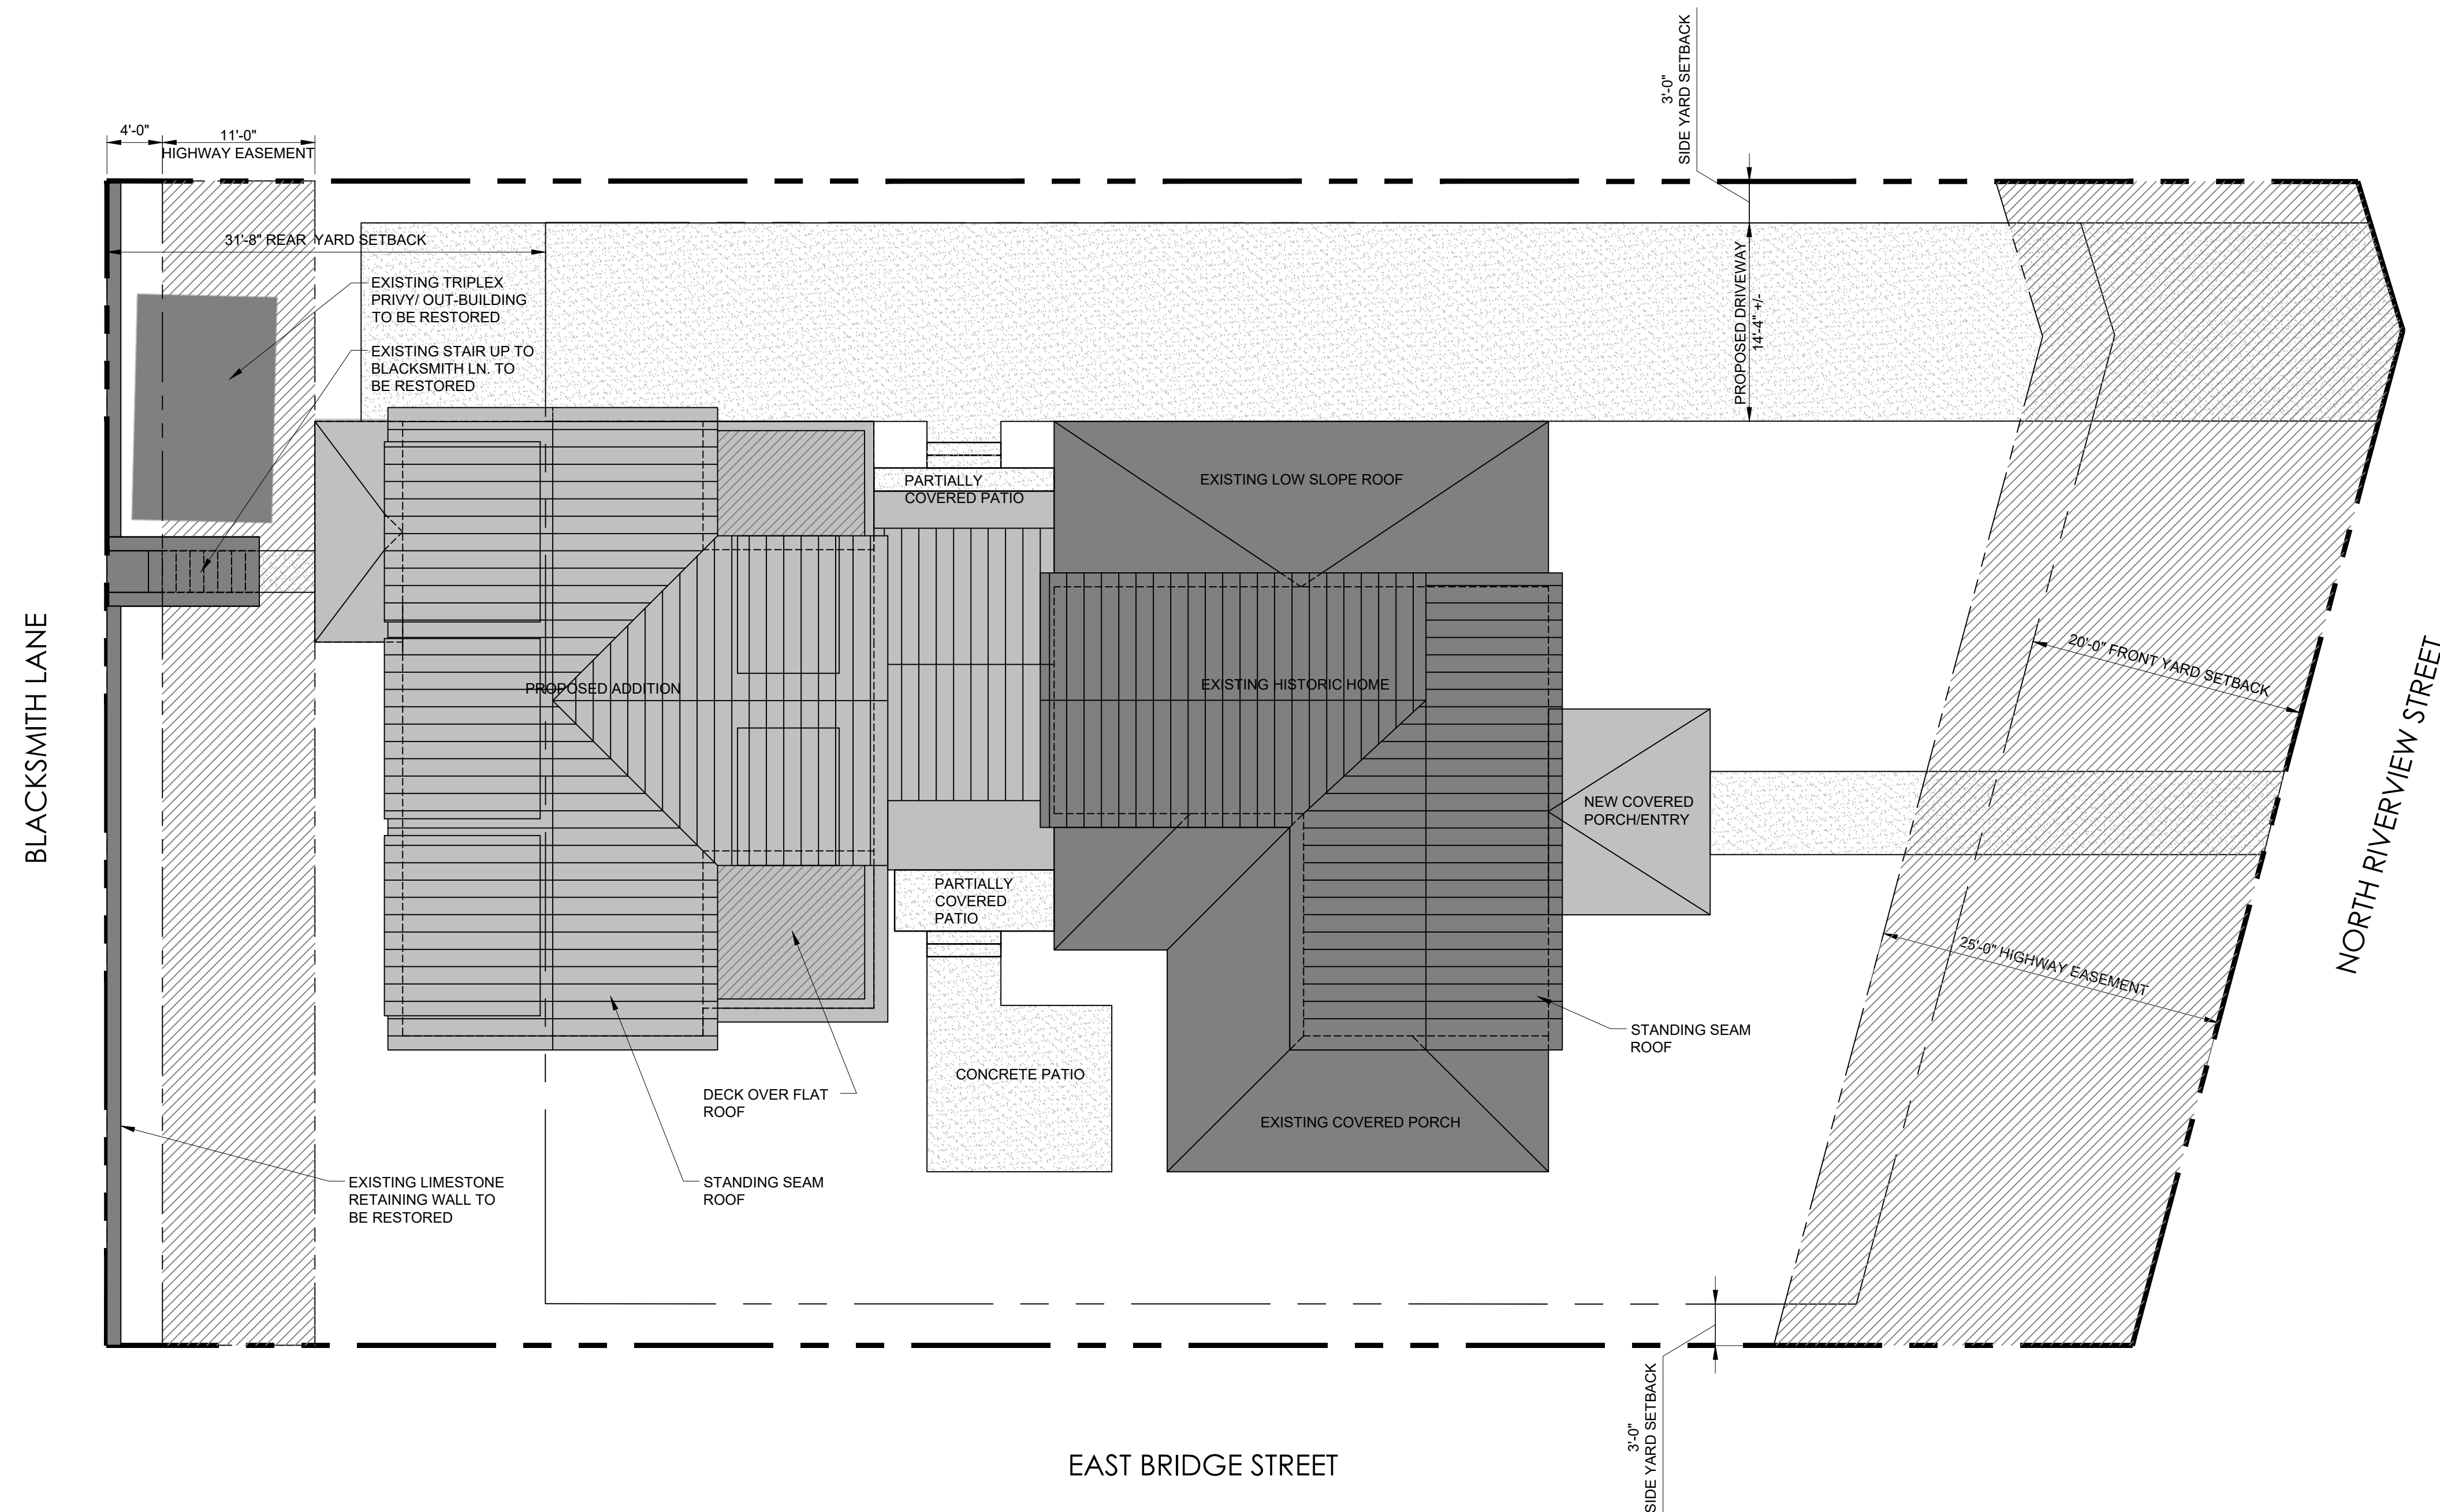 3'-0"
SIDE YARD SETBACK
4'-0"
11'-0"
HIGHWAY EASEMENT
31'-8" REAR YARD SETBACK
EXISTING TRIPLEX
PRIVY/ OUT-BUILDING
TO BE RESTORED
EXISTING STAIR UP TO
BLACKSMITH LN. TO
BE RESTORED
PROPOSED DRIVEWAY
14'-4" +/-
PARTIALLY
COVERED PATIO
EXISTING LOW SLOPE ROOF
BLACKSMITH LANE
PROPOSED ADDITION
EXISTING HISTORIC HOME
20'-0" FRONT YARD SETBACK
NORTH RIVERVIEW STREET
NEW COVERED
PORCH/ENTRY
PARTIALLY
COVERED
PATIO
25'-0" HIGHWAY EASEMENT
STANDING SEAM
ROOF
CONCRETE PATIO
DECK OVER FLAT
ROOF
EXISTING COVERED PORCH
EXISTING LIMESTONE
RETAINING WALL TO
BE RESTORED
STANDING SEAM
ROOF
3'-0"
SIDE YARD SETBACK
EAST BRIDGE STREET